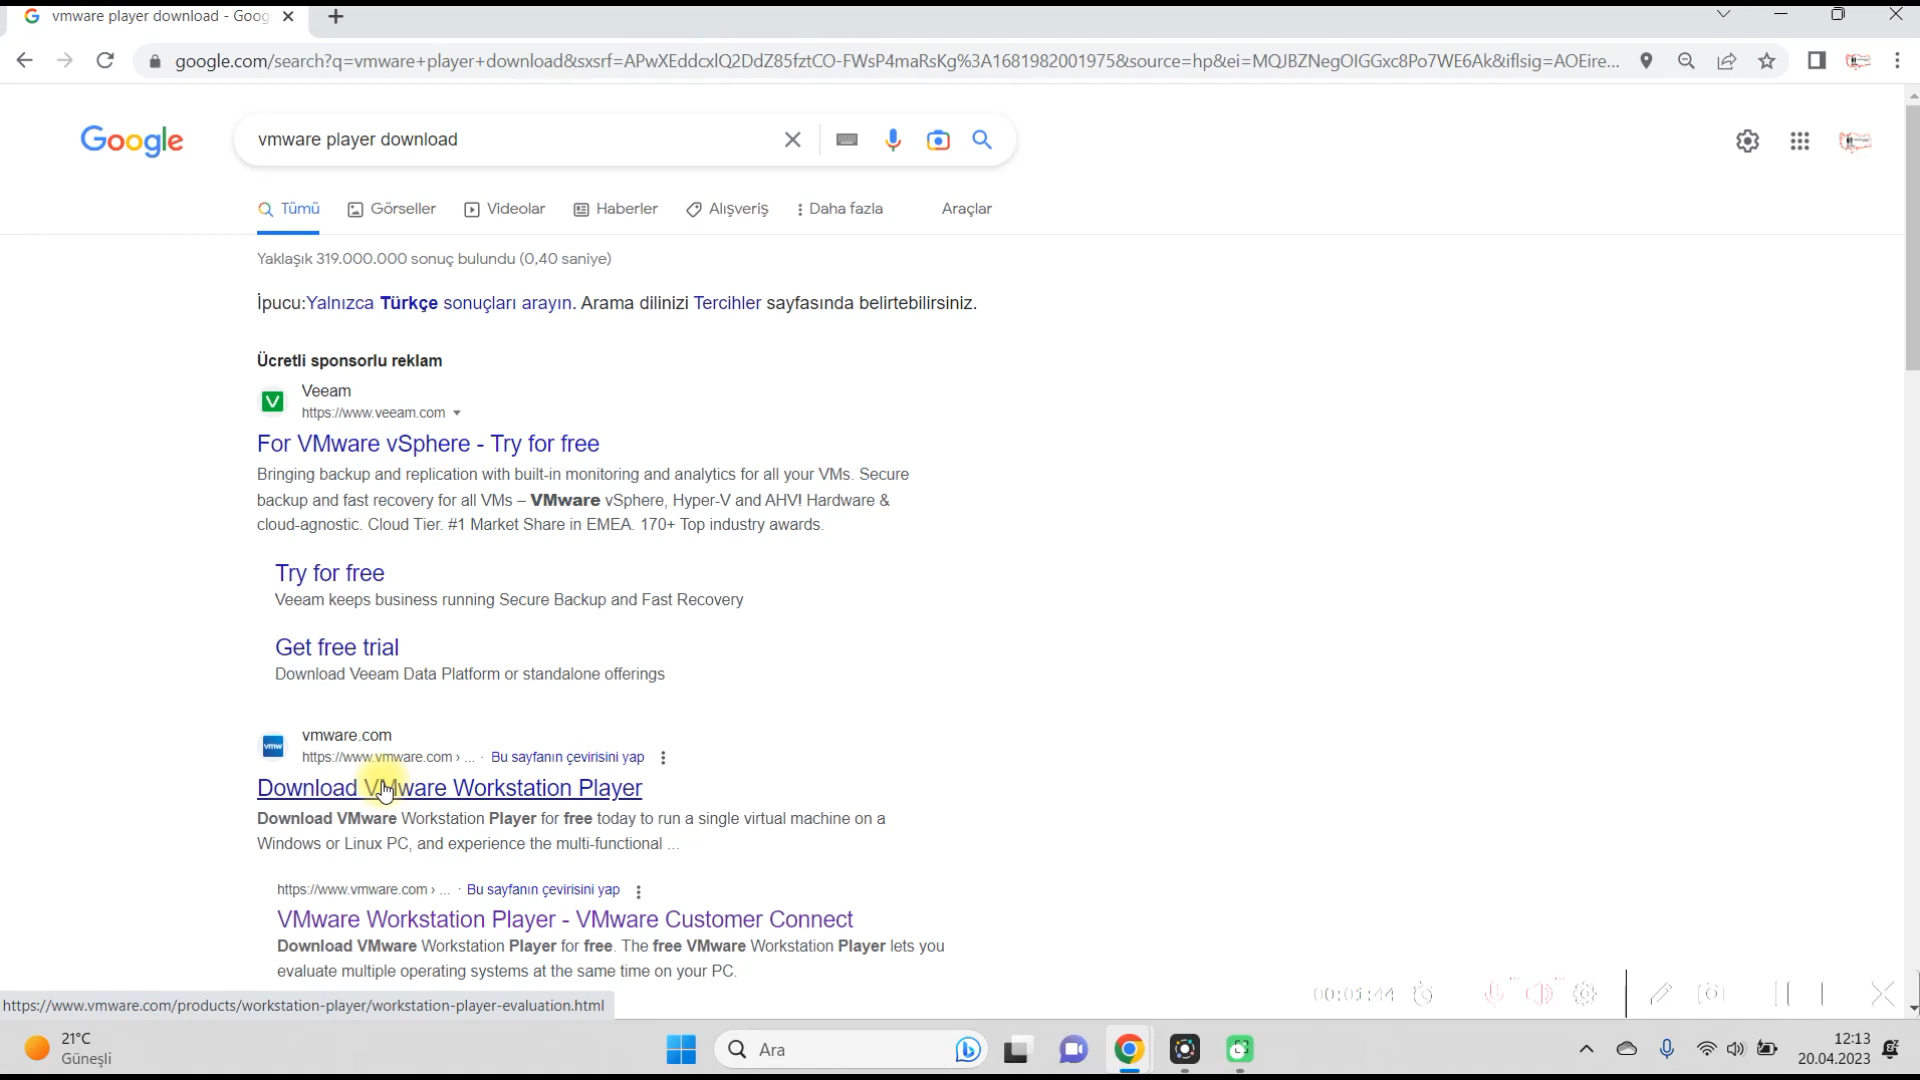 vmware player download - Goog
google.com/search?q=vmware+player+download&sxsrf=APwXEddcxlQ2DdZ85fztCO-FWsP4maRsKg%3A1681982001975&source=hp&ei=MQJBZNegOIGGxc8Po7WE6Ak&iflsig=AOEire...
Google
vmware player download
Tümü Görseller Videolar Haberler Alışveriş Daha fazla Araçlar
Yaklaşık 319.000.000 sonuç bulundu (0,40 saniye)
İpucu:Yalnızca Türkçe sonuçları arayın. Arama dilinizi Tercihler sayfasında belirtebilirsiniz.
Ücretli sponsorlu reklam
Veeam
https://www.veeam.com
For VMware vSphere - Try for free
Bringing backup and replication with built-in monitoring and analytics for all your VMs. Secure
backup and fast recovery for all VMs – VMware vSphere, Hyper-V and AHV! Hardware &
cloud-agnostic. Cloud Tier. #1 Market Share in EMEA. 170+ Top industry awards.
Try for free
Veeam keeps business running Secure Backup and Fast Recovery
Get free trial
Download Veeam Data Platform or standalone offerings
vmw
vmware.com
https://www.vmware.com › ... · Bu sayfanın çevirisini yap
Download VMware Workstation Player
Download VMware Workstation Player for free today to run a single virtual machine on a
Windows or Linux PC, and experience the multi-functional ...
https://www.vmware.com › ... · Bu sayfanın çevirisini yap
VMware Workstation Player - VMware Customer Connect
Download VMware Workstation Player for free. The free VMware Workstation Player lets you
evaluate multiple operating systems at the same time on your PC.
00:01:44
https://www.vmware.com/products/workstation-player/workstation-player-evaluation.html
21°C
Güneşli
Ara
12:13
20.04.2023